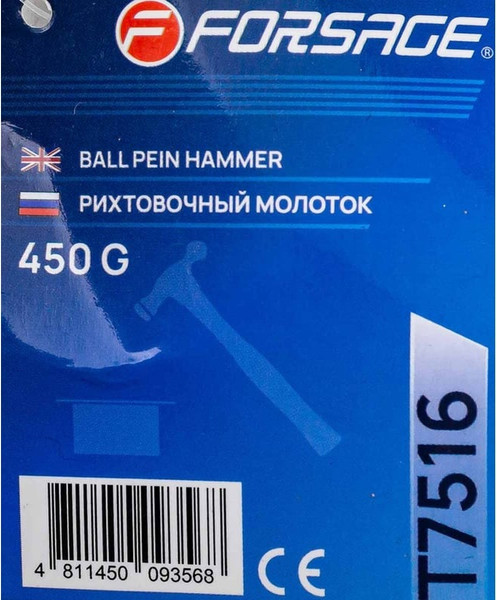 FORSAGE®
BALL PEIN HAMMER
РИХТОВОЧНЫЙ МОЛОТОК
450 G
T7516
4 811450 093568
CE